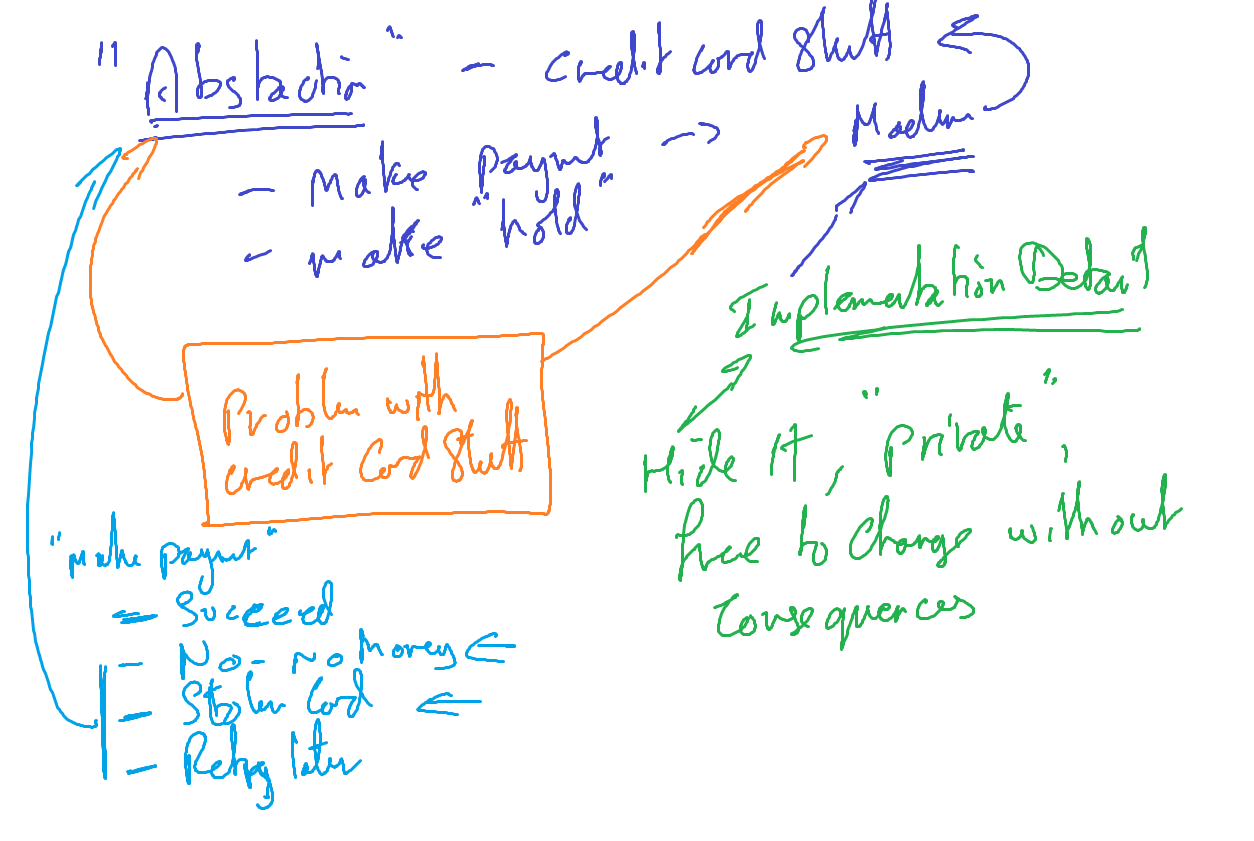 "Abstaction" - credit card stuff
- Make paymt -> Modem
- make "hold"
Implementation Detail
Problem with
credit Card Stuff
Hide It, "private",
free to change without
Consequences
"make paymt"
- Succeed
- No - no money
- Stolen Card
- Retry later